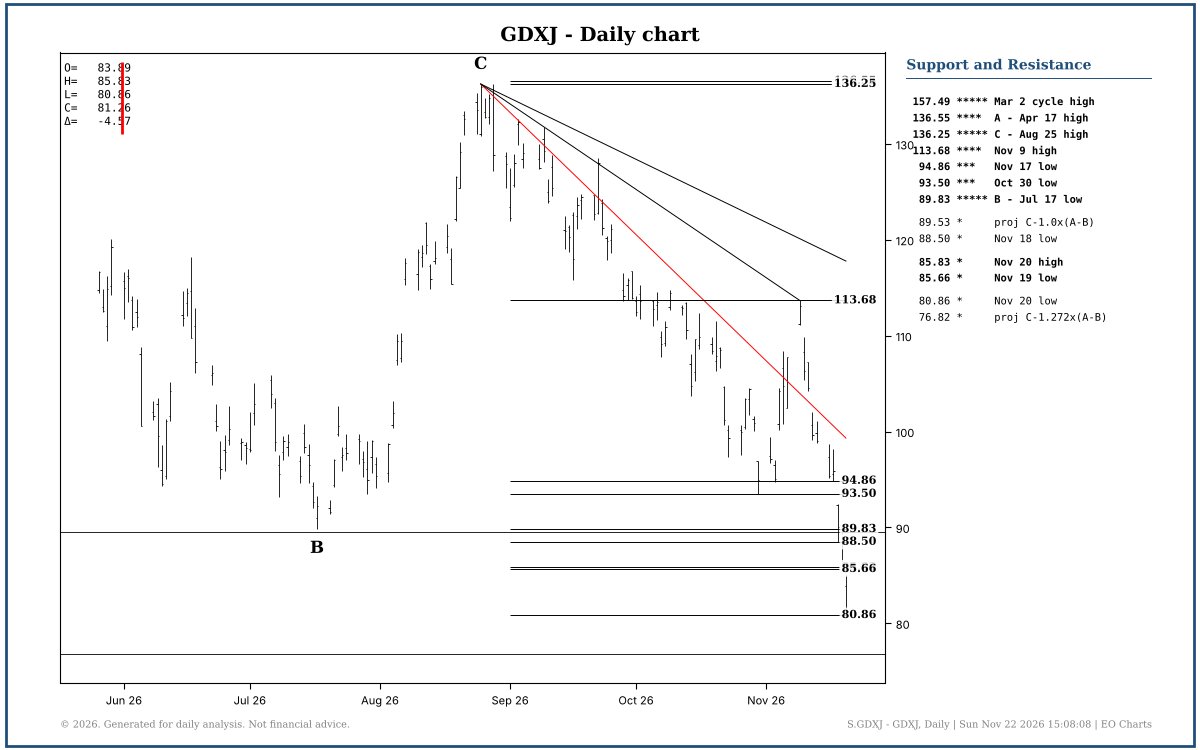 GDXJ - Daily chart
O= 83.89
H= 85.83
L= 80.86
C= 81.26
Δ= -4.57
C
B
136.25
113.68
94.86
93.50
89.83
88.50
85.66
80.86
130
120
110
100
90
80
Jun 26 Jul 26 Aug 26 Sep 26 Oct 26 Nov 26
Support and Resistance
157.49 ***** Mar 2 cycle high
136.55 **** A - Apr 17 high
136.25 ***** C - Aug 25 high
113.68 **** Nov 9 high
94.86 *** Nov 17 low
93.50 *** Oct 30 low
89.83 ***** B - Jul 17 low
89.53 * proj C-1.0x(A-B)
88.50 * Nov 18 low
85.83 * Nov 20 high
85.66 * Nov 19 low
80.86 * Nov 20 low
76.82 * proj C-1.272x(A-B)
© 2026. Generated for daily analysis. Not financial advice.
S.GDXJ - GDXJ, Daily | Sun Nov 22 2026 15:08:08 | EO Charts